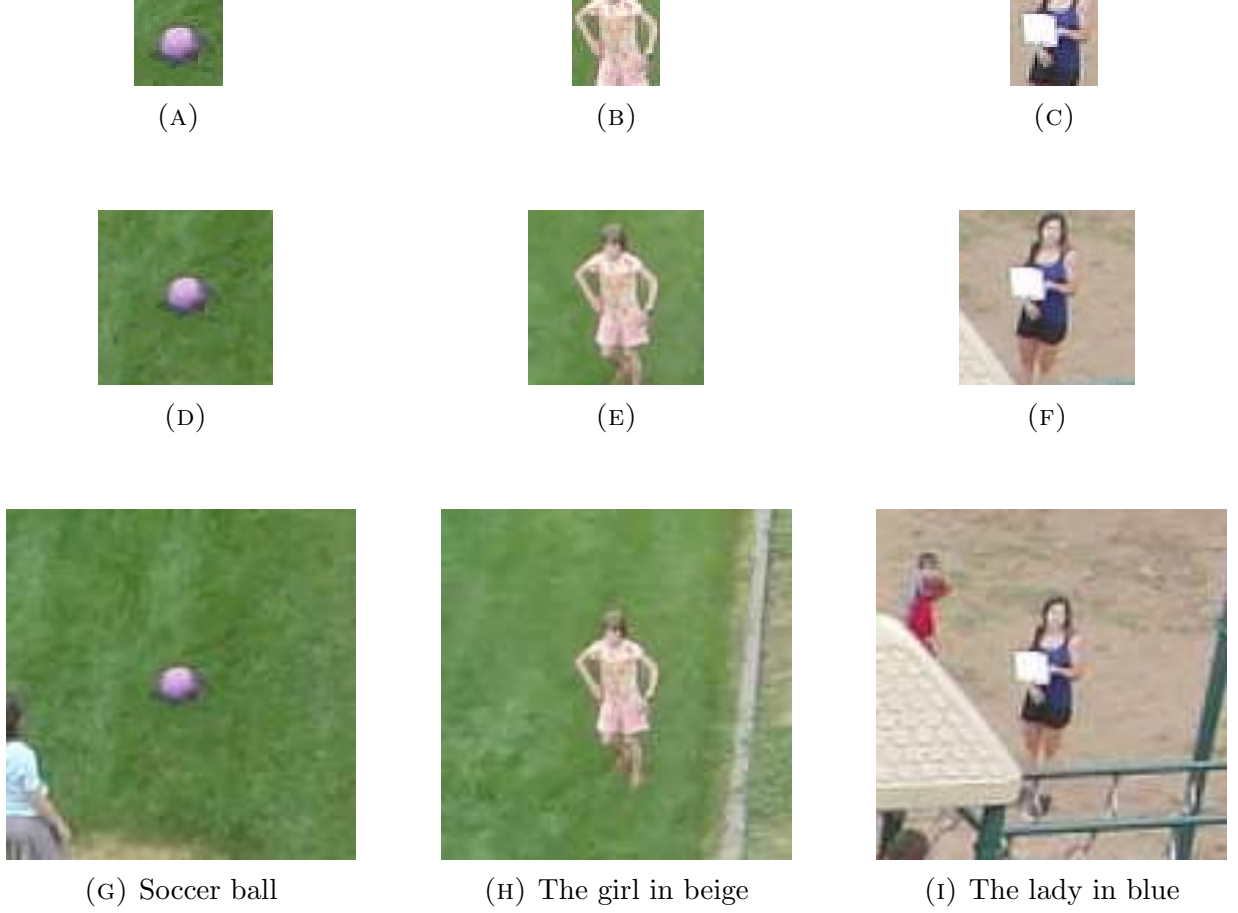 (A)
(B)
(C)
(D)
(E)
(F)
(G) Soccer ball
(H) The girl in beige
(I) The lady in blue